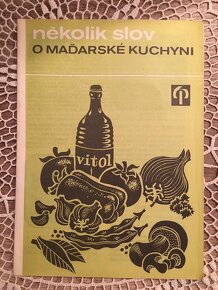 několik slov
O MAĎARSKÉ KUCHYNI
vitol